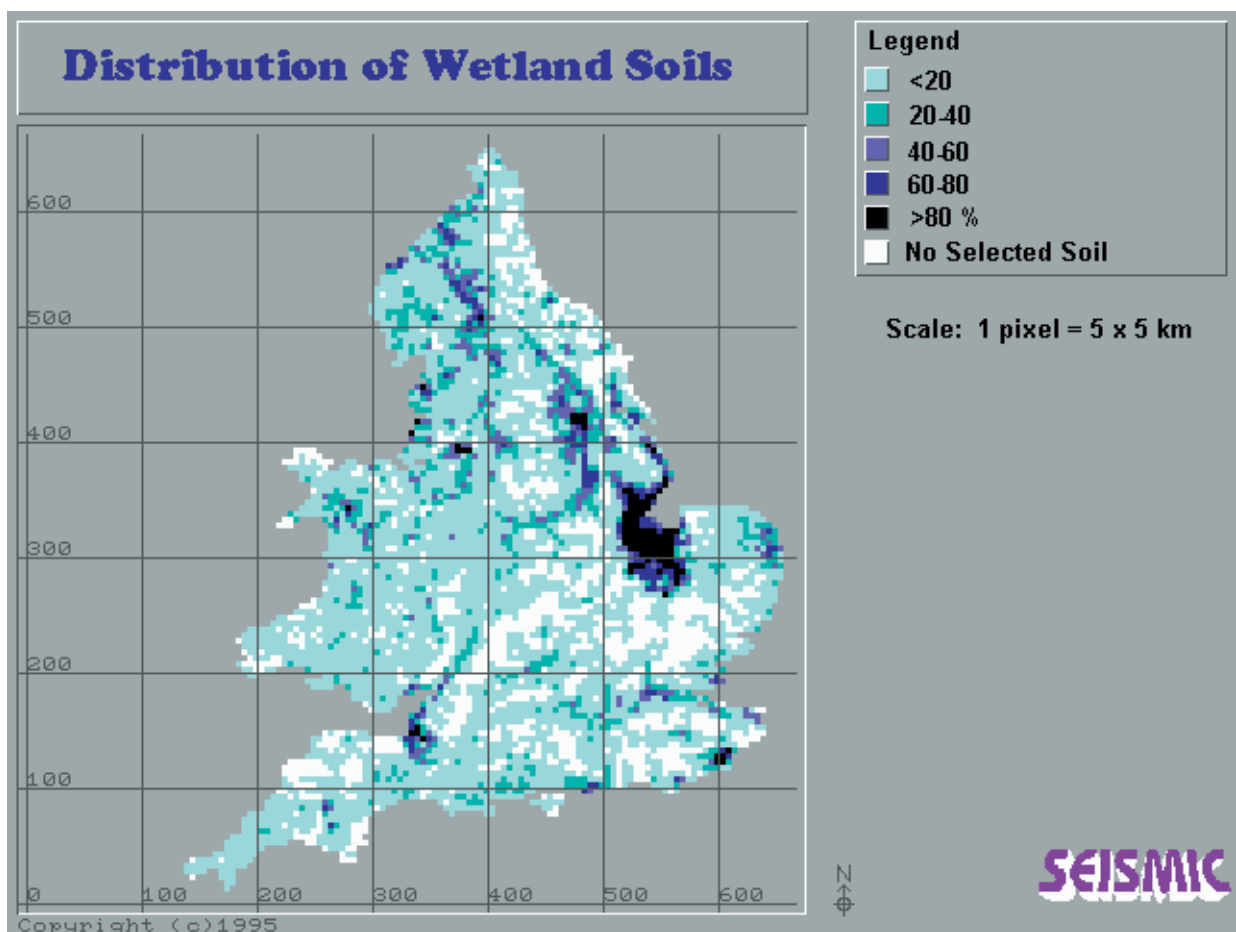 Distribution of Wetland Soils
Legend
<20
20-40
40-60
60-80
>80 %
No Selected Soil
Scale: 1 pixel = 5 x 5 km
600
500
400
300
200
100
0 100 200 300 400 500 600
N
SEISMIC
Copyright (c)1995